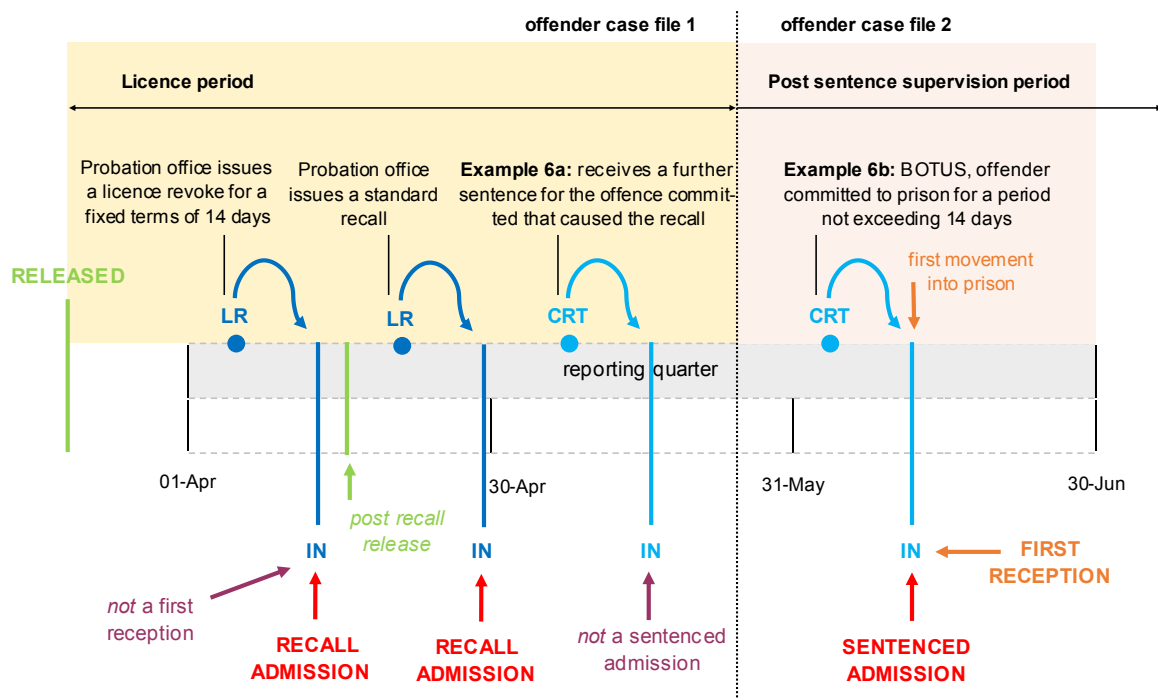 offender case file 1
offender case file 2
Licence period
Post sentence supervision period
Probation office issues
a licence revoke for a
fixed terms of 14 days
Probation office
issues a standard
recall
Example 6a: receives a further
sentence for the offence commit-
ted that caused the recall
Example 6b: BOTUS, offender
committed to prison for a period
not exceeding 14 days
RELEASED
first movement
into prison
LR
LR
CRT
CRT
reporting quarter
01-Apr
30-Apr
31-May
30-Jun
post recall
release
IN
IN
IN
IN
FIRST
RECEPTION
not a first
reception
RECALL
ADMISSION
RECALL
ADMISSION
not a sentenced
admission
SENTENCED
ADMISSION